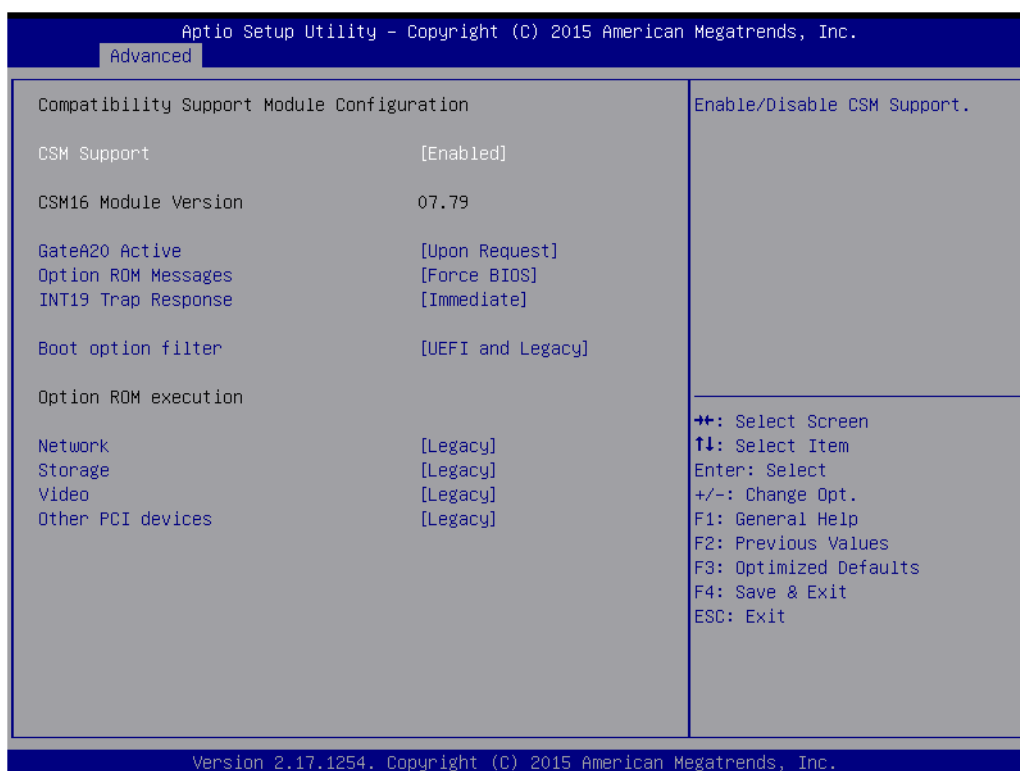 Aptio Setup Utility – Copyright (C) 2015 American Megatrends, Inc.
Advanced
Compatibility Support Module Configuration
CSM Support [Enabled]
CSM16 Module Version 07.79
GateA20 Active [Upon Request]
Option ROM Messages [Force BIOS]
INT19 Trap Response [Immediate]
Boot option filter [UEFI and Legacy]
Option ROM execution
Network [Legacy]
Storage [Legacy]
Video [Legacy]
Other PCI devices [Legacy]
Enable/Disable CSM Support.
→←: Select Screen
↑↓: Select Item
Enter: Select
+/-: Change Opt.
F1: General Help
F2: Previous Values
F3: Optimized Defaults
F4: Save & Exit
ESC: Exit
Version 2.17.1254. Copyright (C) 2015 American Megatrends, Inc.